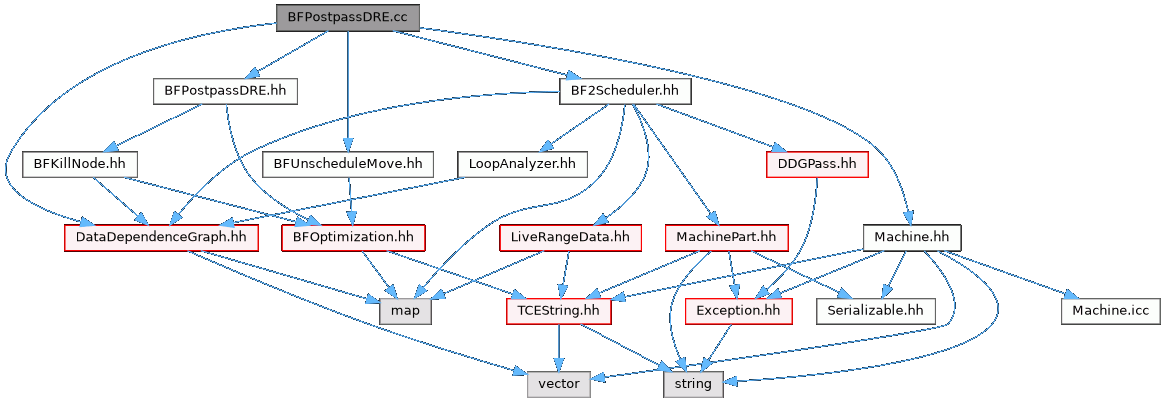 BFPostpassDRE.cc
BFPostpassDRE.hh
BF2Scheduler.hh
BFKillNode.hh
BFUnscheduleMove.hh
LoopAnalyzer.hh
DDGPass.hh
DataDependenceGraph.hh
BFOptimization.hh
LiveRangeData.hh
MachinePart.hh
Machine.hh
map
TCEString.hh
Exception.hh
Serializable.hh
Machine.icc
vector
string